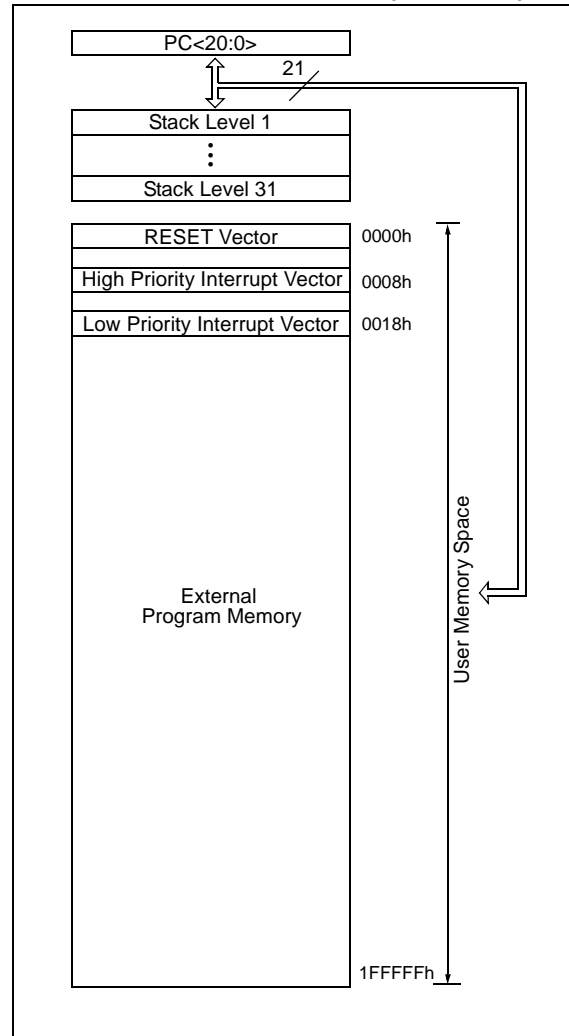 PC<20:0>
21
Stack Level 1
Stack Level 31
RESET Vector 0000h
High Priority Interrupt Vector 0008h
Low Priority Interrupt Vector 0018h
User Memory Space
External
Program Memory
1FFFFFh